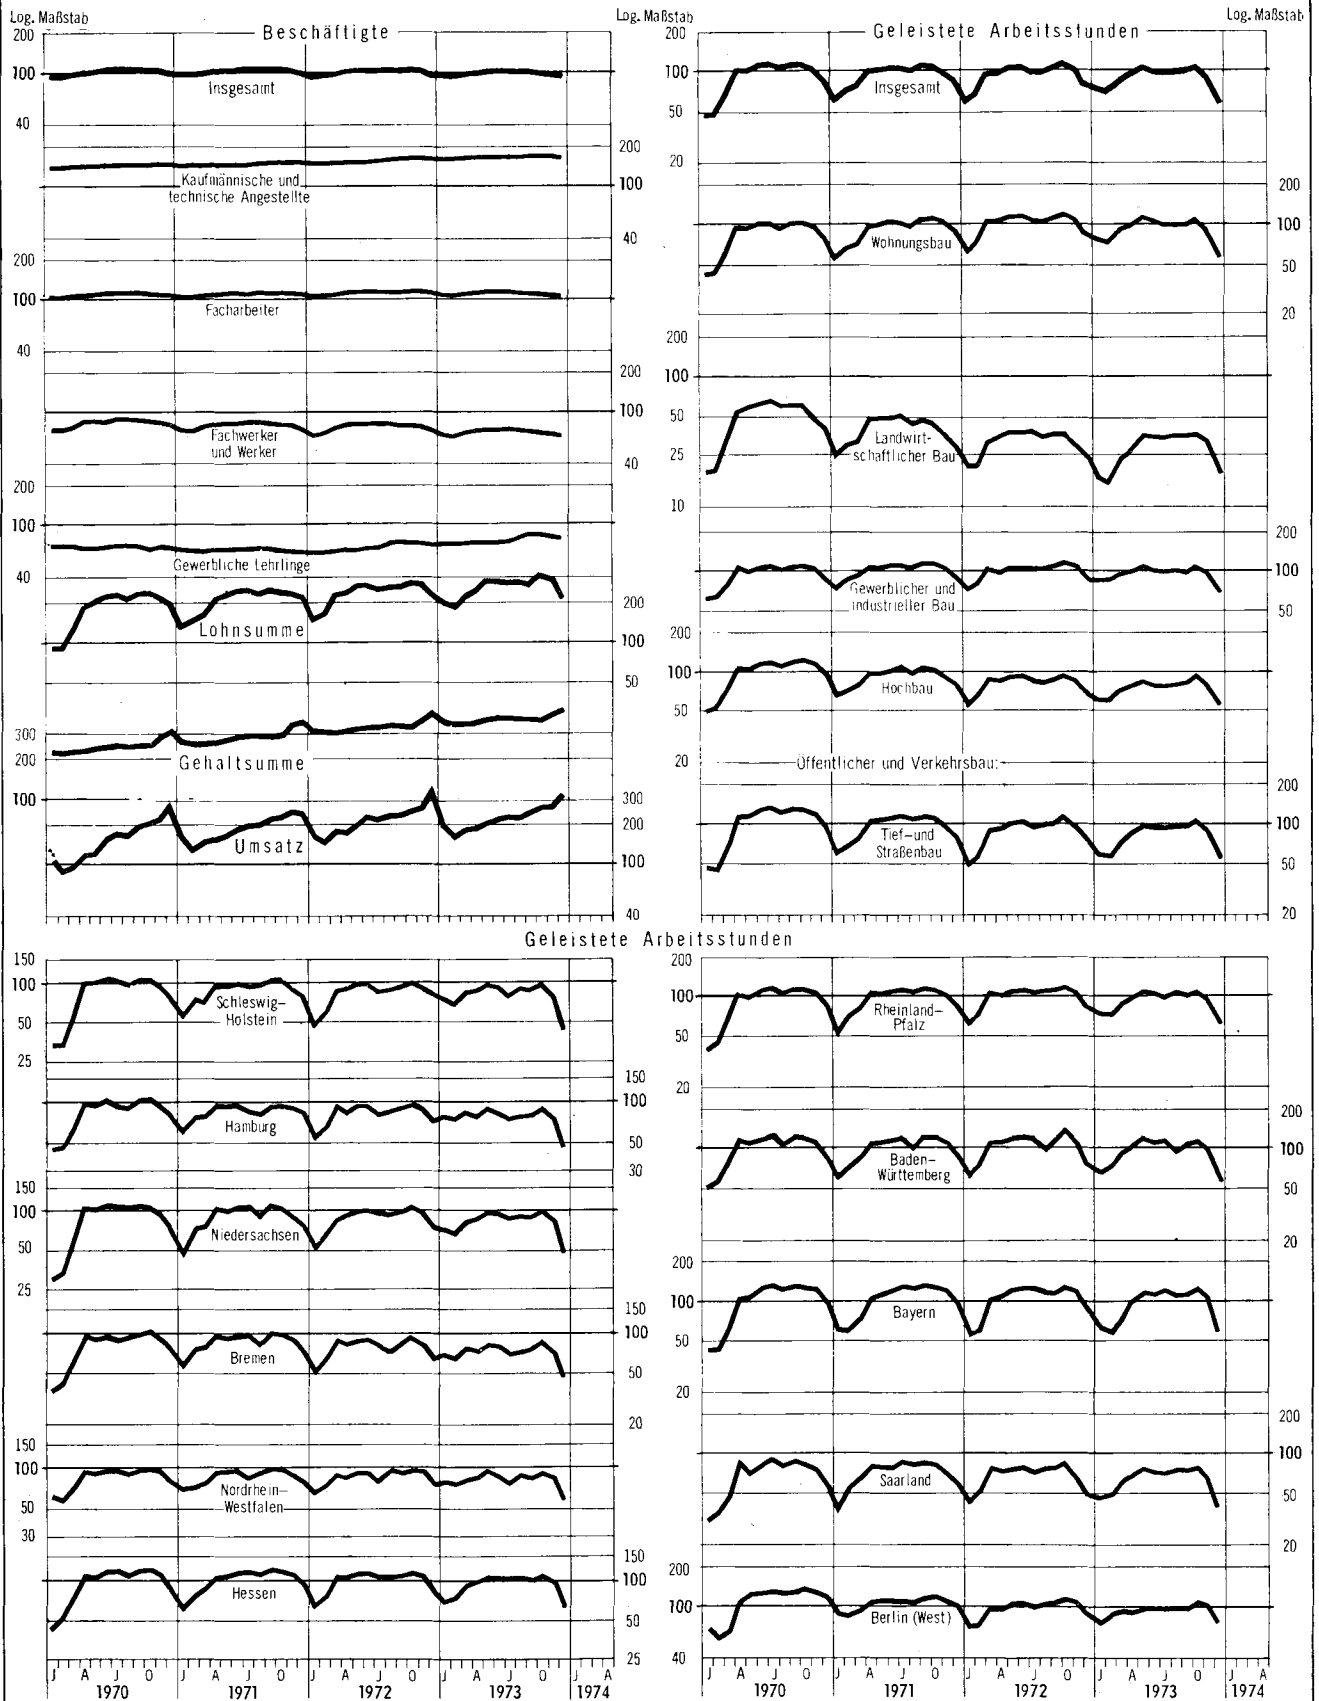 Log. Maßstab
Log. Maßstab
Log. Maßstab
Beschäftigte
200
100
Insgesamt
40
200
Kaufmännische und
technische Angestellte
100
40
200
100
Facharbeiter
40
200
100
Fachwerker
und Werker
40
200
100
Gewerbliche Lehrlinge
40
200
Lohnsumme
100
50
300
200
Gehaltsumme
100
300
200
Umsatz
100
40
Geleistete Arbeitsstunden
200
100
Insgesamt
50
20
200
100
Wohnungsbau
50
20
200
100
50
Landwirt-
schaftlicher Bau
25
10
200
100
Gewerblicher und
industrieller Bau
50
200
100
Hochbau
50
20
Öffentlicher und Verkehrsbau:
200
100
Tief-und
Straßenbau
50
20
Geleistete Arbeitsstunden
150
100
Schleswig-
Holstein
50
25
150
100
Hamburg
50
30
150
100
Niedersachsen
50
25
150
100
Bremen
50
20
150
100
Nordrhein-
Westfalen
50
30
150
100
Hessen
50
25
J A J O J A J O J A J O J A J O J A
1970 1971 1972 1973 1974
200
100
Rheinland-
Pfalz
50
20
200
100
Baden-
Württemberg
50
20
200
100
Bayern
50
20
200
100
Saarland
50
20
200
100
Berlin (West)
40
J A J O J A J O J A J O J A J O J A
1970 1971 1972 1973 1974